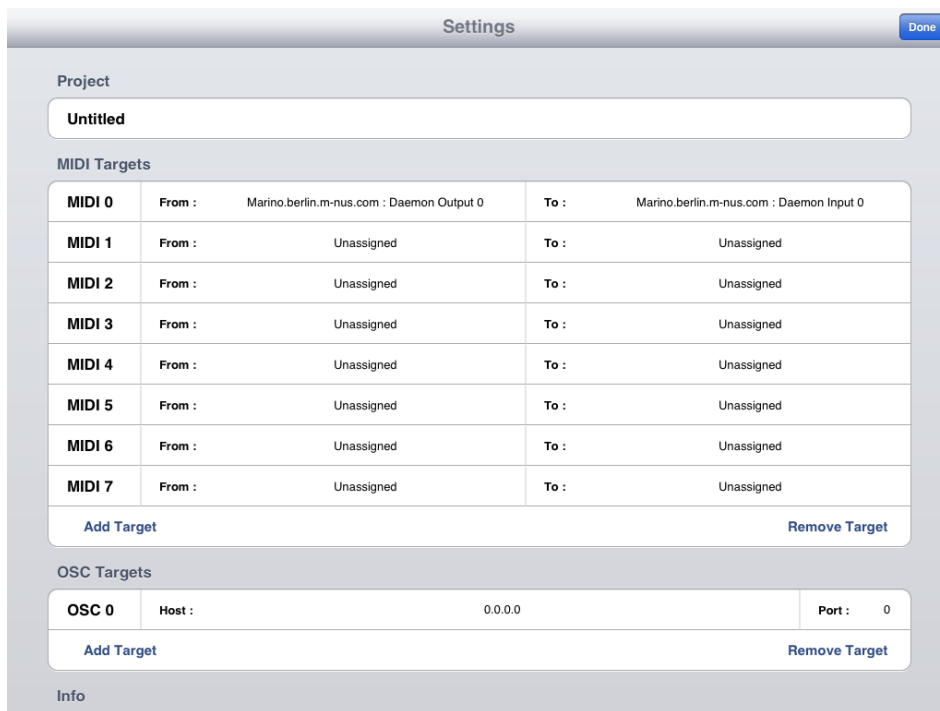 Settings
Done
Project
Untitled
MIDI Targets
MIDI 0 From : Marino.berlin.m-nus.com : Daemon Output 0 To : Marino.berlin.m-nus.com : Daemon Input 0
MIDI 1 From : Unassigned To : Unassigned
MIDI 2 From : Unassigned To : Unassigned
MIDI 3 From : Unassigned To : Unassigned
MIDI 4 From : Unassigned To : Unassigned
MIDI 5 From : Unassigned To : Unassigned
MIDI 6 From : Unassigned To : Unassigned
MIDI 7 From : Unassigned To : Unassigned
Add Target Remove Target
OSC Targets
OSC 0 Host : 0.0.0.0 Port : 0
Add Target Remove Target
Info